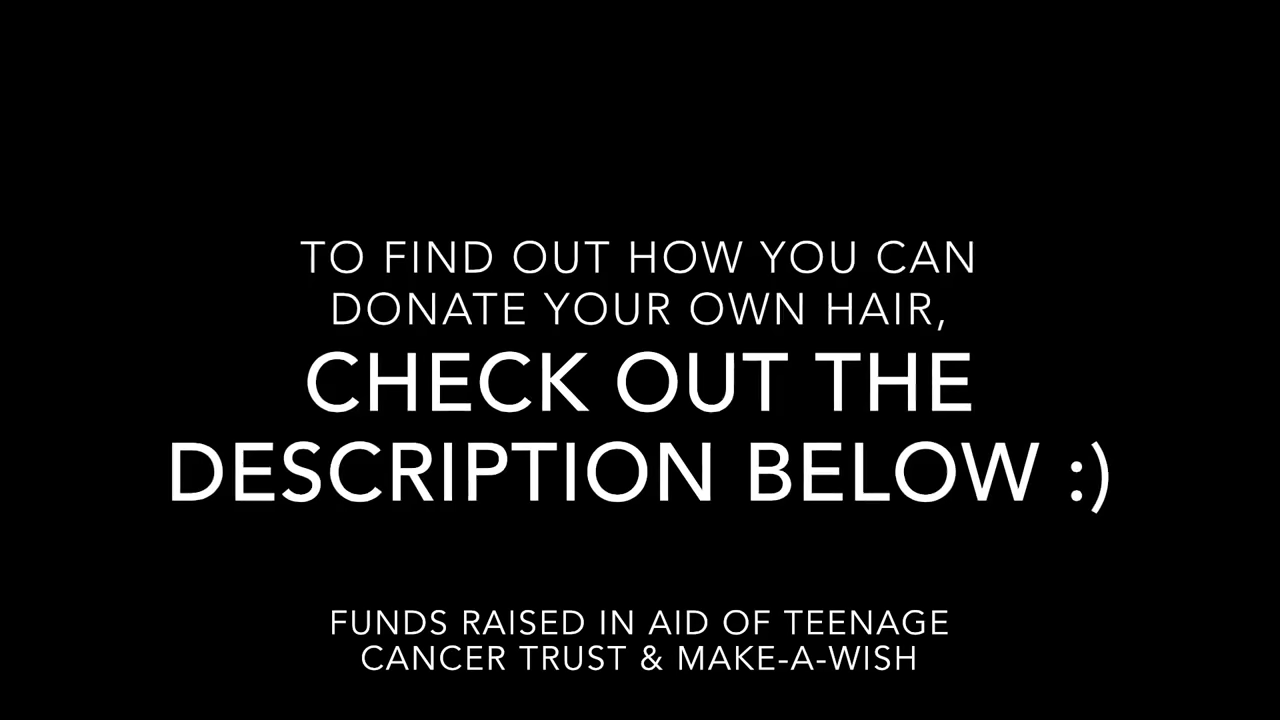 TO FIND OUT HOW YOU CAN
DONATE YOUR OWN HAIR,
CHECK OUT THE
DESCRIPTION BELOW :)
FUNDS RAISED IN AID OF TEENAGE
CANCER TRUST & MAKE-A-WISH